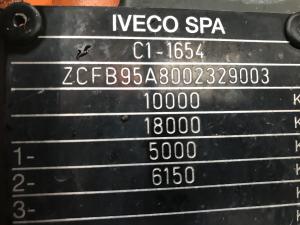 IVECO SPA
C1-1654
ZCFB95A8002329003
10000 K
18000 K
1- 5000 K
2- 6150 K
3-